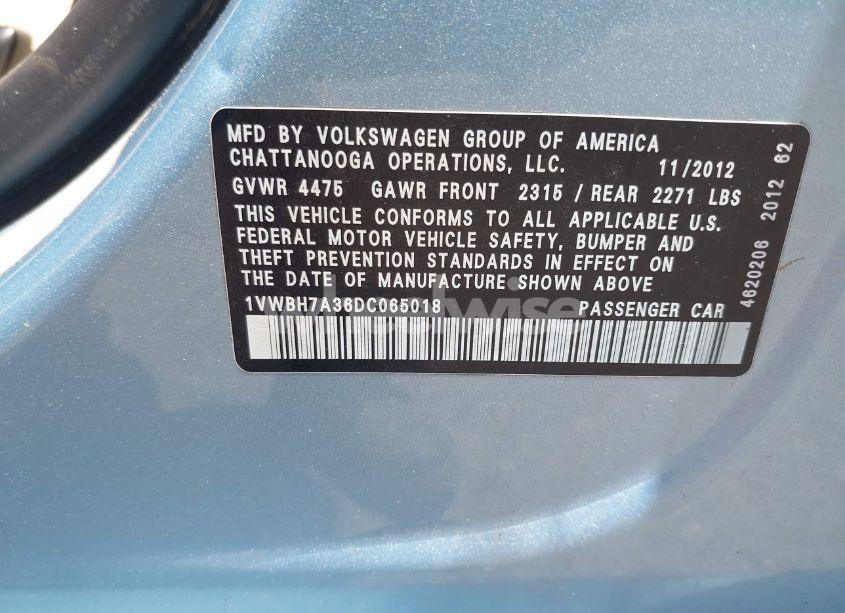 MFD BY VOLKSWAGEN GROUP OF AMERICA
CHATTANOOGA OPERATIONS, LLC. 11/2012
GVWR 4475 GAWR FRONT 2315 / REAR 2271 LBS
THIS VEHICLE CONFORMS TO ALL APPLICABLE U.S.
FEDERAL MOTOR VEHICLE SAFETY, BUMPER AND
THEFT PREVENTION STANDARDS IN EFFECT ON
THE DATE OF MANUFACTURE SHOWN ABOVE
1VWBH7A36DC065018 PASSENGER CAR
4620206 2012 62